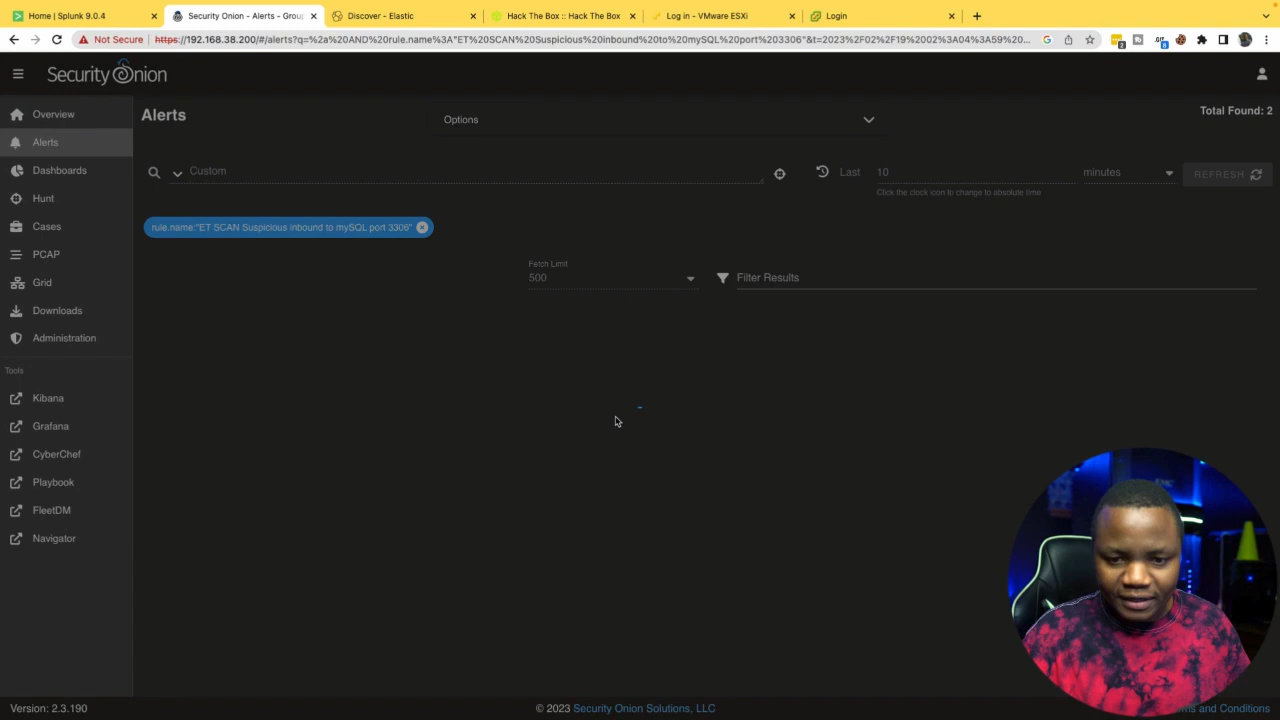 Home | Splunk 9.0.4
Security Onion - Alerts - Grou
Discover - Elastic
Hack The Box :: Hack The Box
Log in - VMware ESXi
Login
Not Secure
https://192.168.38.200/#/alerts?q=%2a%20AND%20rule.name%3A"ET%20SCAN%20Suspicious%20inbound%20to%20mySQL%20port%203306"&t=2023%2F02%2F19%2002%3A04%3A59%20...
Security Onion
Overview
Alerts
Dashboards
Hunt
Cases
PCAP
Grid
Downloads
Administration
Tools
Kibana
Grafana
CyberChef
Playbook
FleetDM
Navigator
Alerts
Options
Total Found: 2
Custom
Last
10
minutes
REFRESH
Click the clock icon to change to absolute time
rule.name:"ET SCAN Suspicious inbound to mySQL port 3306"
Fetch Limit
500
Filter Results
Version: 2.3.190
© 2023 Security Onion Solutions, LLC
and Conditions